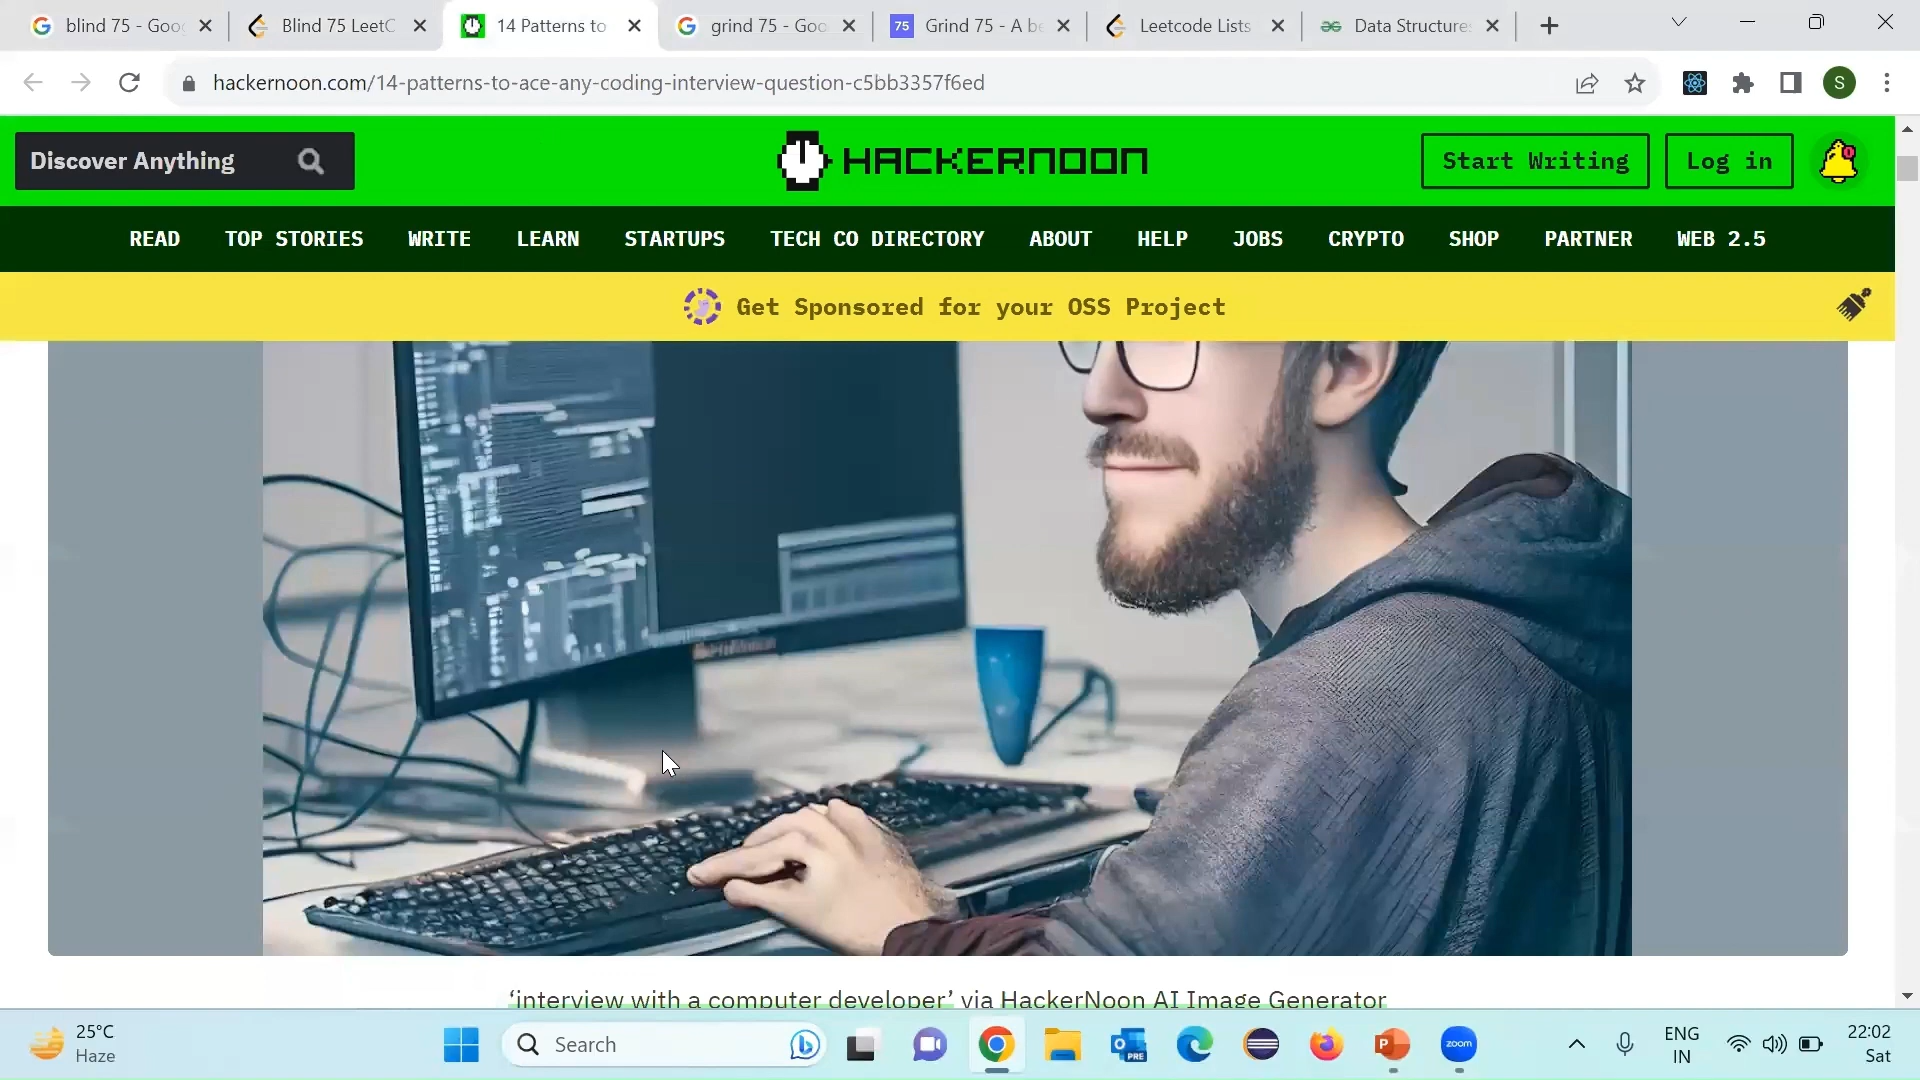 blind 75 - Goo
Blind 75 LeetC
14 Patterns to
grind 75 - Goo
75
Grind 75 - A be
Leetcode Lists
Data Structure
hackernoon.com/14-patterns-to-ace-any-coding-interview-question-c5bb3357f6ed
S
Discover Anything
HACKERNOON
Start Writing
Log in
READ
TOP STORIES
WRITE
LEARN
STARTUPS
TECH CO DIRECTORY
ABOUT
HELP
JOBS
CRYPTO
SHOP
PARTNER
WEB 2.5
Get Sponsored for your OSS Project
‘interview with a computer developer’ via HackerNoon AI Image Generator
25°C
Haze
Search
PRE
P
zoom
ENG
IN
22:02
Sat